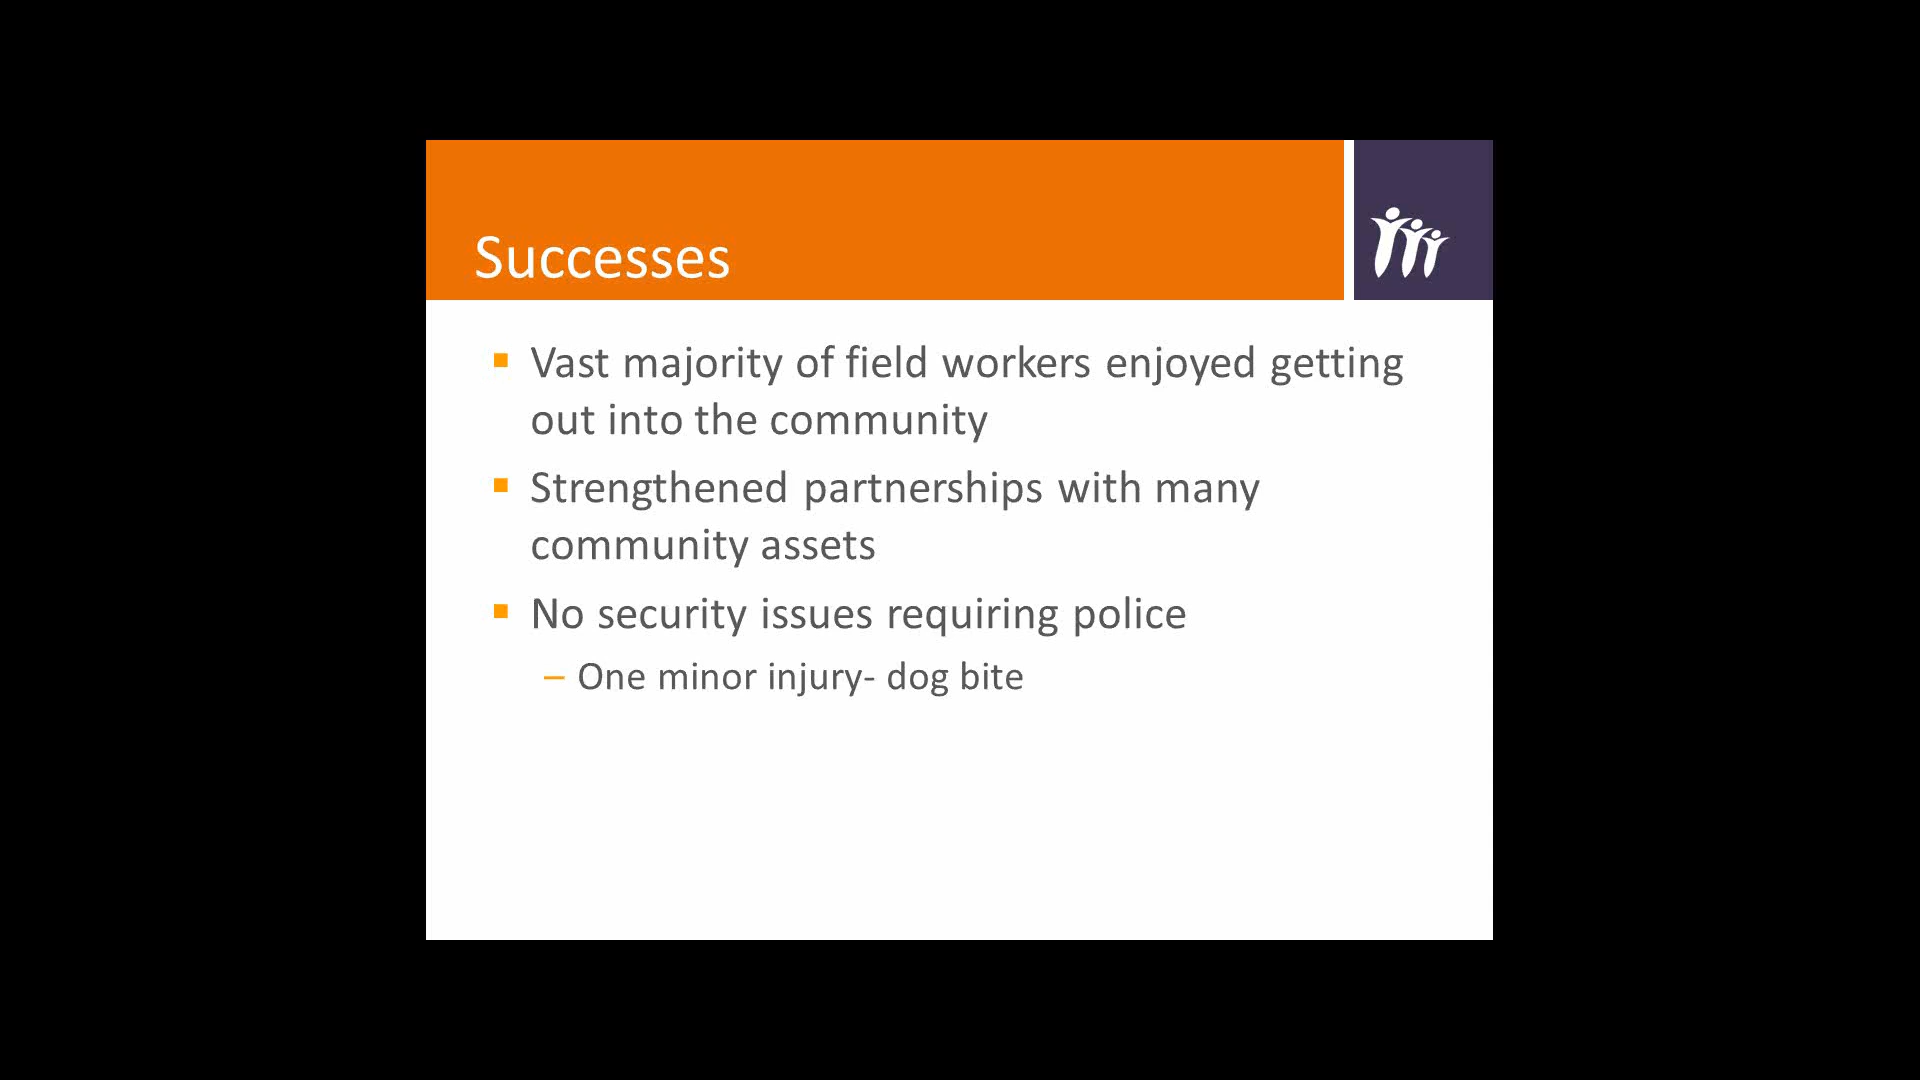 Successes
▪ Vast majority of field workers enjoyed getting
out into the community
▪ Strengthened partnerships with many
community assets
▪ No security issues requiring police
– One minor injury- dog bite